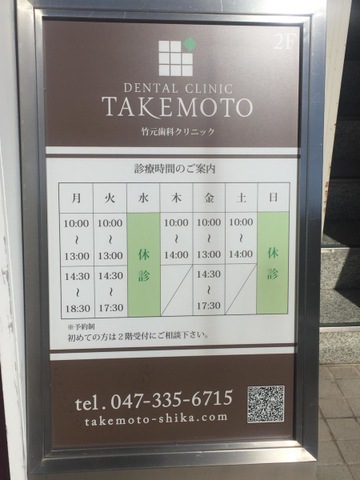 2F
DENTAL CLINIC
TAKEMOTO
竹元歯科クリニック
診療時間のご案内
月 火 水 木 金 土 日
10:00 10:00 休診 10:00 10:00 10:00 休診
〜 〜 〜 〜 〜
13:00 13:00 14:00 13:00 14:00
14:30 14:30 14:30
〜 〜 〜
18:30 17:30 17:30
※予約制
初めての方は2階受付にご相談下さい。
tel. 047-335-6715
takemoto-shika.com